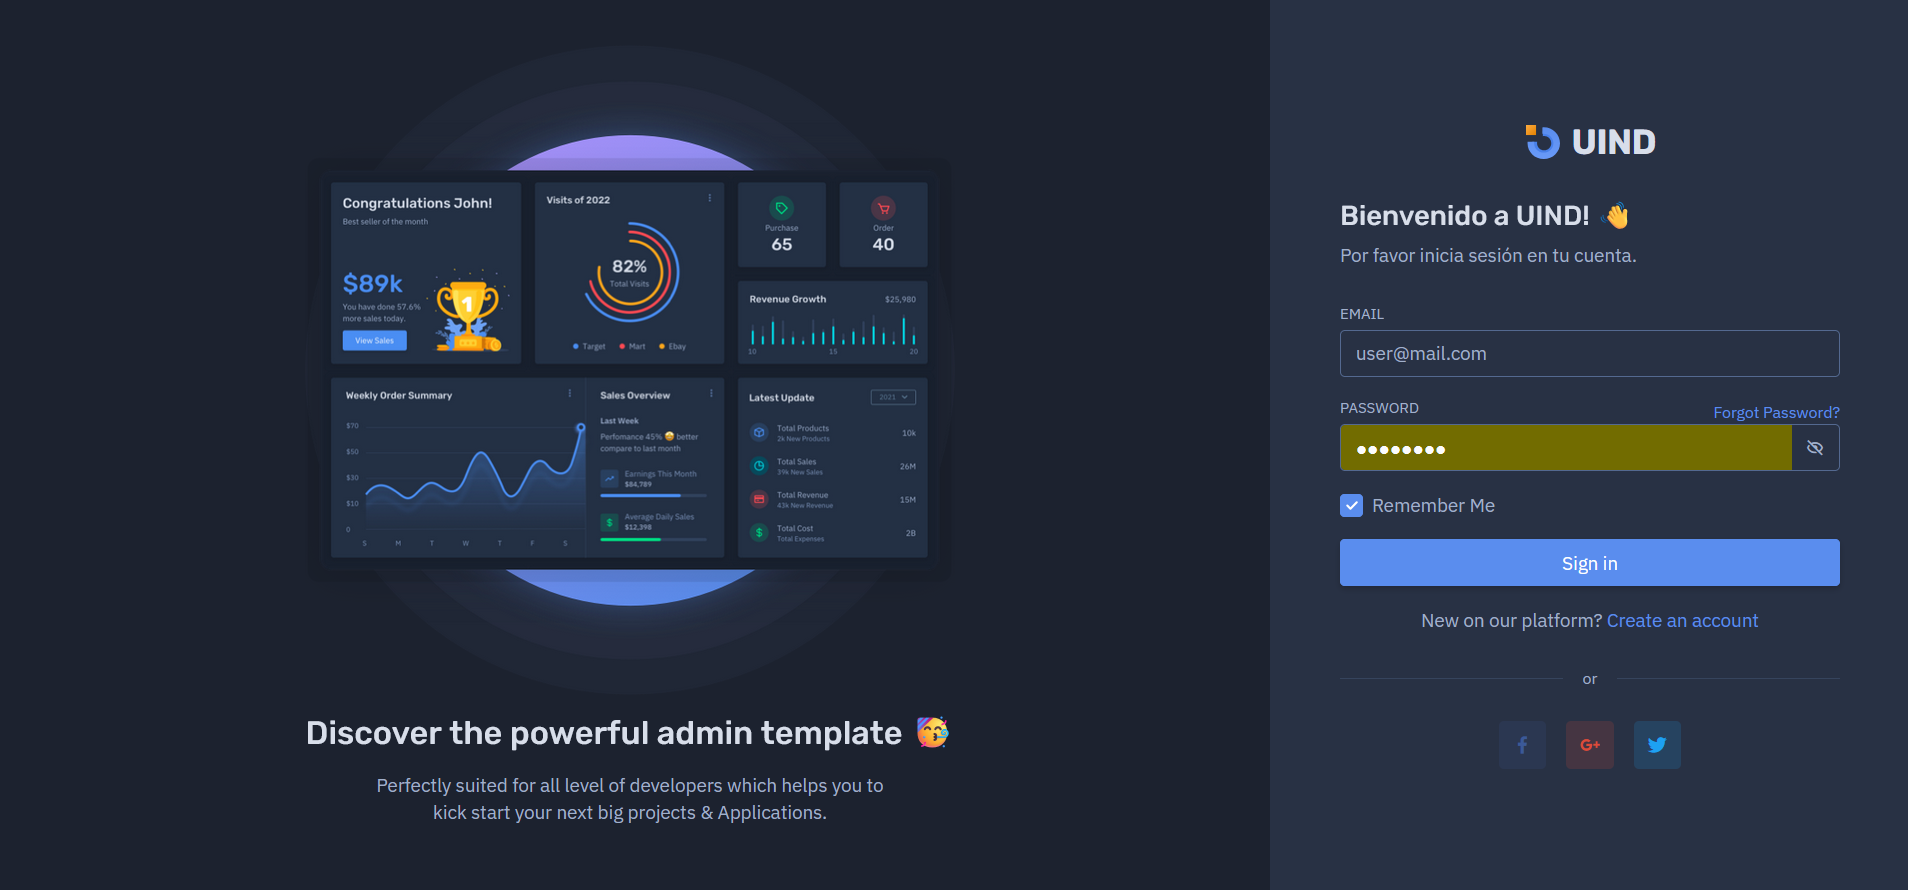 Congratulations John!
Best seller of the month
$89k
You have done 57.6%
more sales today.
View Sales
1
Visits of 2022
82%
Total Visits
Target
Mart
Ebay
Purchase
65
Order
40
Revenue Growth
$25,980
10
15
20
Weekly Order Summary
$70
$50
$30
$10
0
S M T W T F S
Sales Overview
Last Week
Perfomance 45% 🤩 better
compare to last month
Earnings This Month
$84,789
Average Daily Sales
$12,398
Latest Update
2021
Total Products
2k New Products
10k
Total Sales
39k New Sales
26M
Total Revenue
43k New Revenue
15M
Total Cost
Total Expenses
2B
Discover the powerful admin template 🥳
Perfectly suited for all level of developers which helps you to
kick start your next big projects & Applications.
UIND
Bienvenido a UIND! 👋
Por favor inicia sesión en tu cuenta.
EMAIL
user@mail.com
PASSWORD
Forgot Password?
••••••••
Remember Me
Sign in
New on our platform? Create an account
or
f
G+